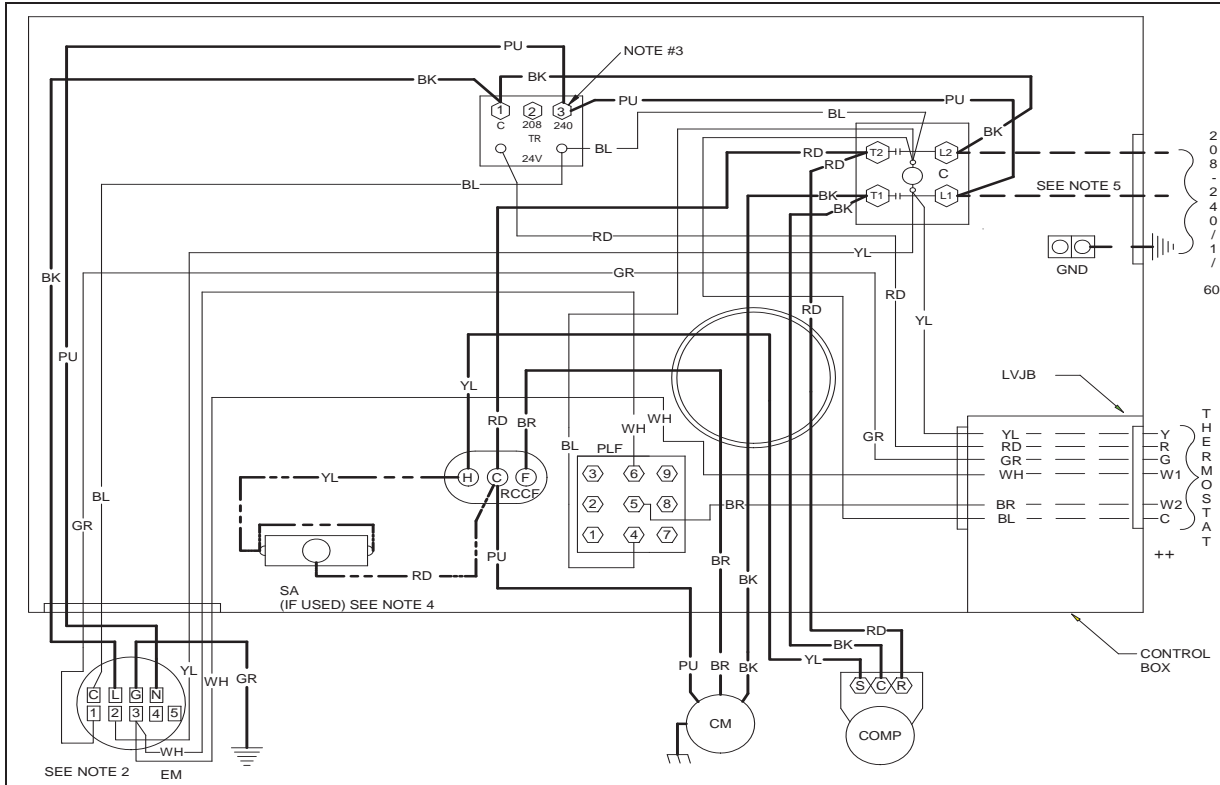 PU
NOTE #3
BK
BK
1
2
3
C
208
240
TR
24V
PU
PU
BL
BK
BL
RD
RD
T2
L2
C
T1
L1
BK
BK
SEE NOTE 5
208-240/1/60
GND
BL
RD
YL
GR
BK
RD
RD
YL
PU
LVJB
YL
RD
BR
WH
WH
BL
PLF
GR
THERMOSTAT
YL
Y
RD
R
GR
G
WH
W1
BR
W2
BL
C
++
H
C
F
RCCF
3
6
9
2
5
8
1
4
7
BR
YL
BL
GR
PU
RD
BR
BK
SA
(IF USED) SEE NOTE 4
RD
BK
YL
CONTROL
BOX
YL
WH
GR
PU
BR
BK
C
L
G
N
1
2
3
4
5
S
C
R
CM
COMP
WH
SEE NOTE 2
EM